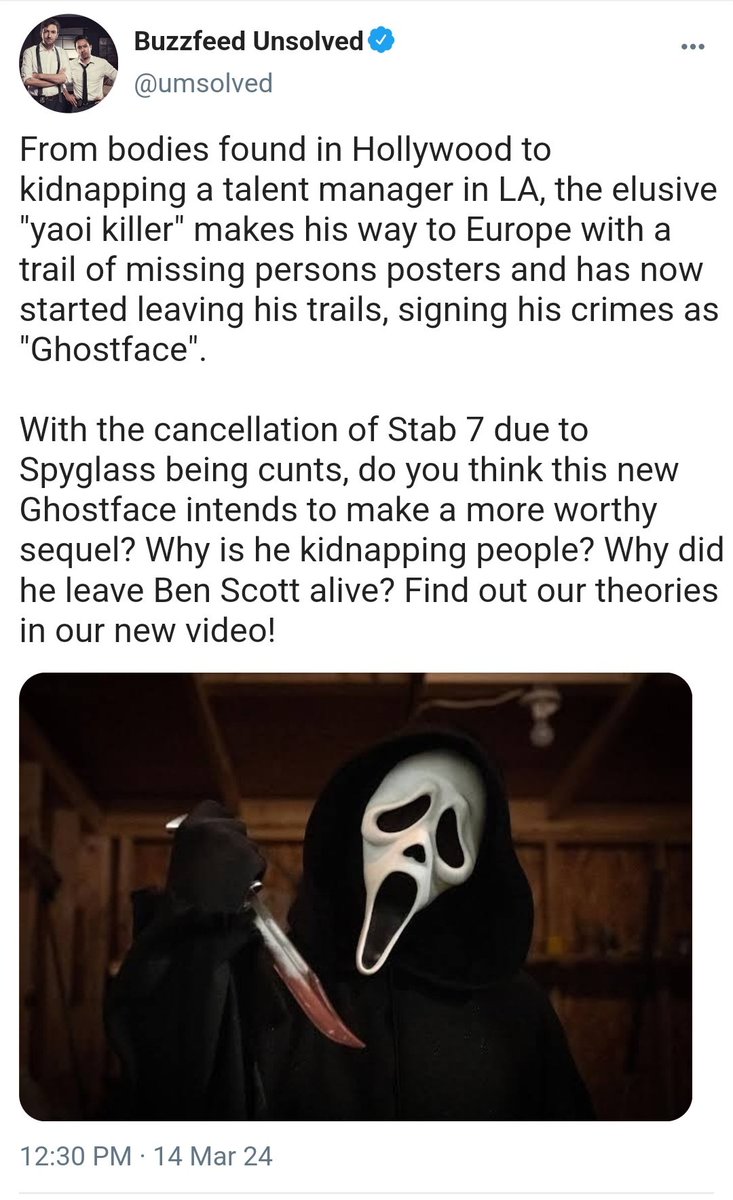 Buzzfeed Unsolved
@umsolved
From bodies found in Hollywood to
kidnapping a talent manager in LA, the elusive
"yaoi killer" makes his way to Europe with a
trail of missing persons posters and has now
started leaving his trails, signing his crimes as
"Ghostface".
With the cancellation of Stab 7 due to
Spyglass being cunts, do you think this new
Ghostface intends to make a more worthy
sequel? Why is he kidnapping people? Why did
he leave Ben Scott alive? Find out our theories
in our new video!
12:30 PM · 14 Mar 24